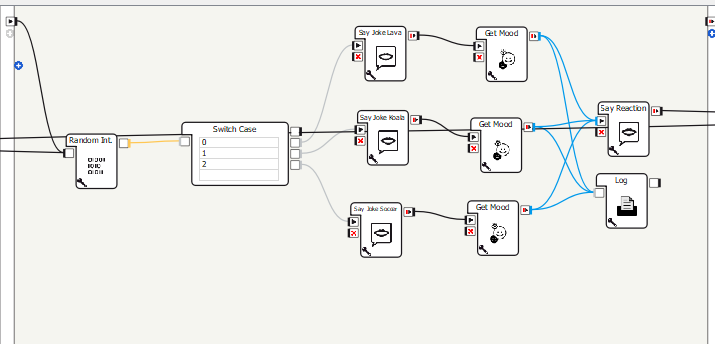 Say Joke Lava
Get Mood
Random Int.
Switch Case
0
1
2
Say Joke Koala
Get Mood
Say Reaction
Say Joke Soccer
Get Mood
Log